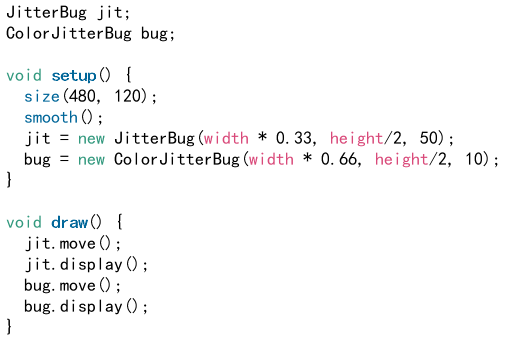 JitterBug jit;
ColorJitterBug bug;

void setup() {
  size(480, 120);
  smooth();
  jit = new JitterBug(width * 0.33, height/2, 50);
  bug = new ColorJitterBug(width * 0.66, height/2, 10);
}

void draw() {
  jit.move();
  jit.display();
  bug.move();
  bug.display();
}